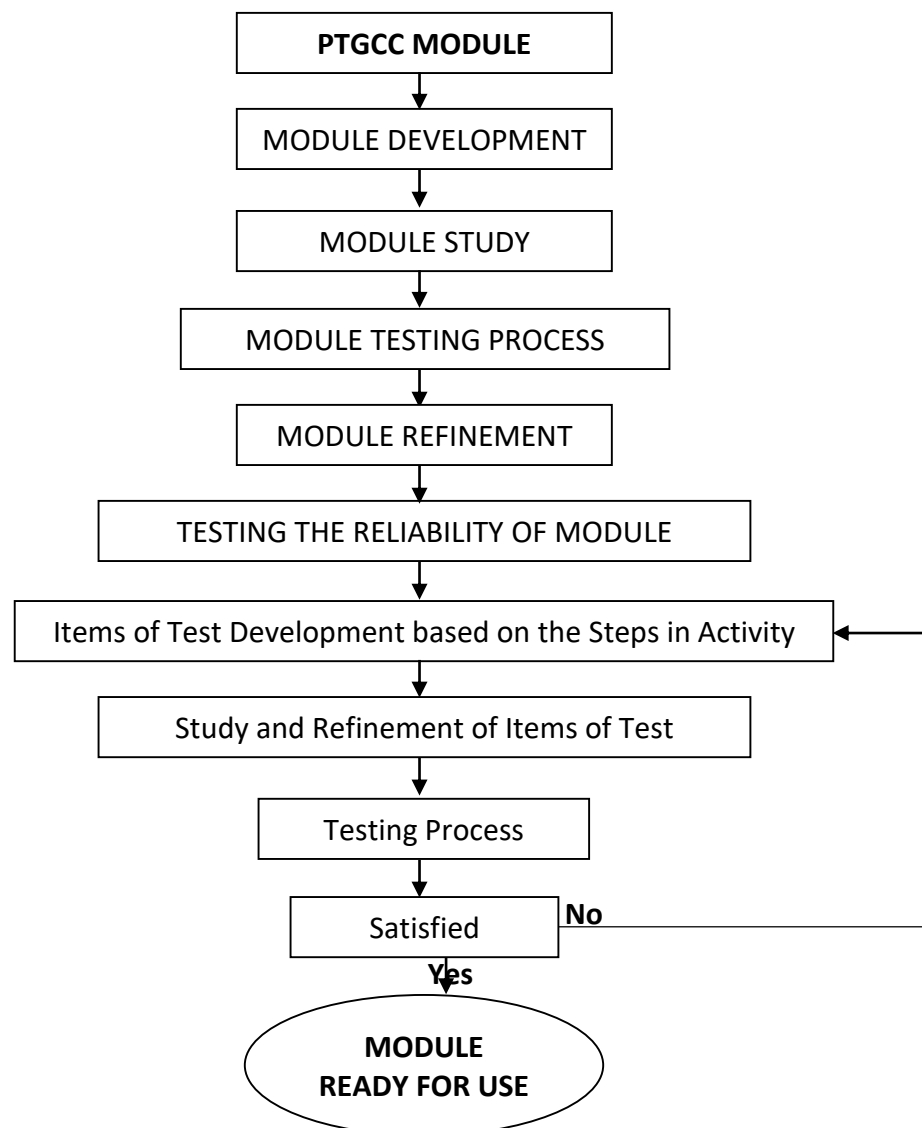 PTGCC MODULE
MODULE DEVELOPMENT
MODULE STUDY
MODULE TESTING PROCESS
MODULE REFINEMENT
TESTING THE RELIABILITY OF MODULE
Items of Test Development based on the Steps in Activity
Study and Refinement of Items of Test
Testing Process
Satisfied
No
Yes
MODULE
READY FOR USE